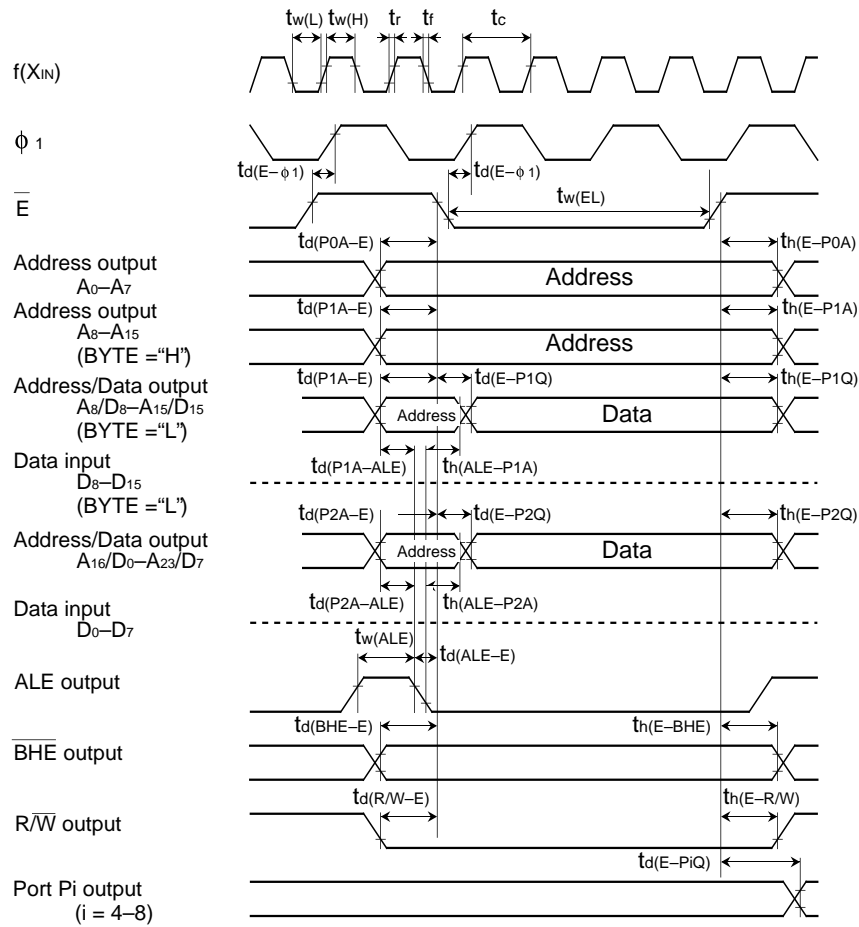 tw(L) tw(H) tr tf tc
f(XIN)
ϕ 1
td(E–ϕ 1) td(E–ϕ 1)
E tw(EL)
td(P0A–E) th(E–P0A)
Address output
A0–A7
Address
Address output
A8–A15
(BYTE =“H”)
td(P1A–E) th(E–P1A)
Address
Address/Data output
A8/D8–A15/D15
(BYTE =“L”)
td(P1A–E) td(E–P1Q) th(E–P1Q)
Address Data
td(P1A–ALE) th(ALE–P1A)
Data input
D8–D15
(BYTE =“L”)
td(P2A–E) td(E–P2Q) th(E–P2Q)
Address/Data output
A16/D0–A23/D7
Address Data
td(P2A–ALE) th(ALE–P2A)
Data input
D0–D7
tw(ALE) td(ALE–E)
ALE output
td(BHE–E) th(E–BHE)
BHE output
td(R/W–E) th(E–R/W)
R/W output
td(E–PiQ)
Port Pi output
(i = 4–8)